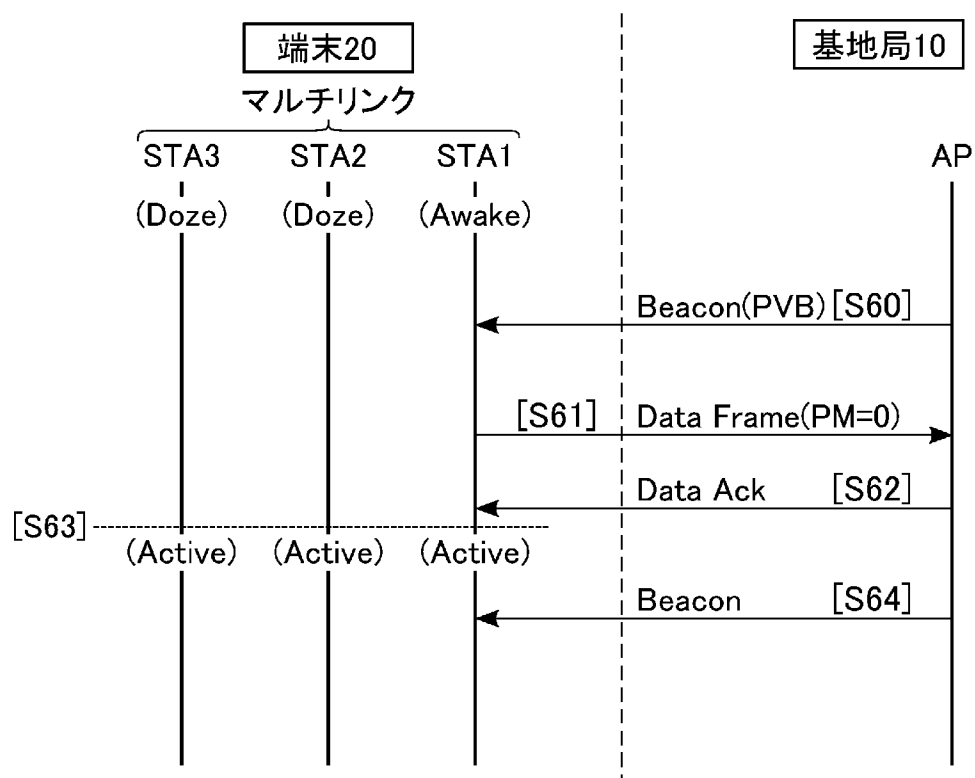 端末20
基地局10
マルチリンク
STA3 STA2 STA1 AP
(Doze) (Doze) (Awake)
Beacon(PVB) [S60]
[S61] Data Frame(PM=0)
Data Ack [S62]
[S63]
(Active) (Active) (Active)
Beacon [S64]